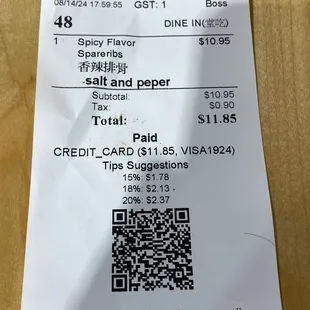 08/14/24 17:59:55 GST: 1 Boss
48 DINE IN(堂吃)
1 Spicy Flavor $10.95
Spareribs
香辣排骨
salt and peper
Subtotal: $10.95
Tax: $0.90
Total: $11.85
Paid
CREDIT_CARD ($11.85, VISA1924)
Tips Suggestions
15%: $1.78
18%: $2.13
20%: $2.37